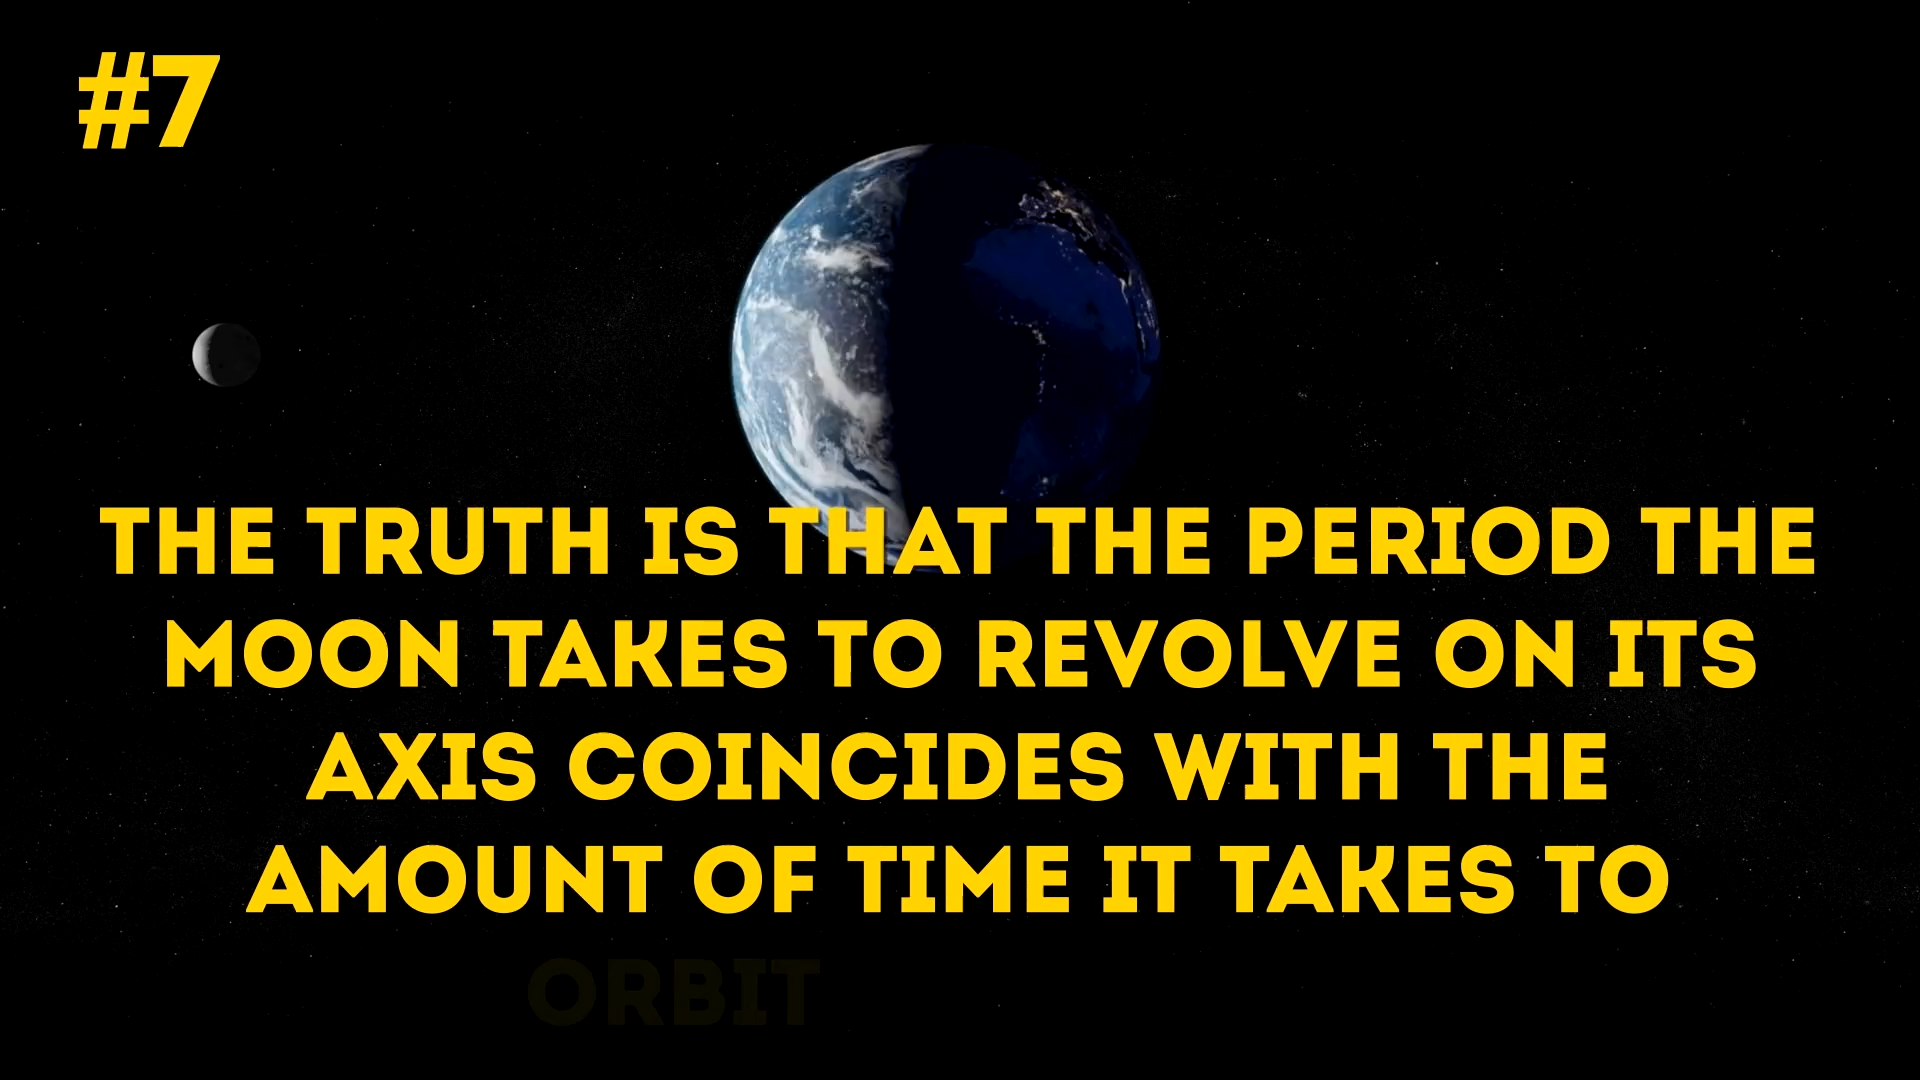 #7
THE TRUTH IS THAT THE PERIOD THE
MOON TAKES TO REVOLVE ON ITS
AXIS COINCIDES WITH THE
AMOUNT OF TIME IT TAKES TO
ORBIT